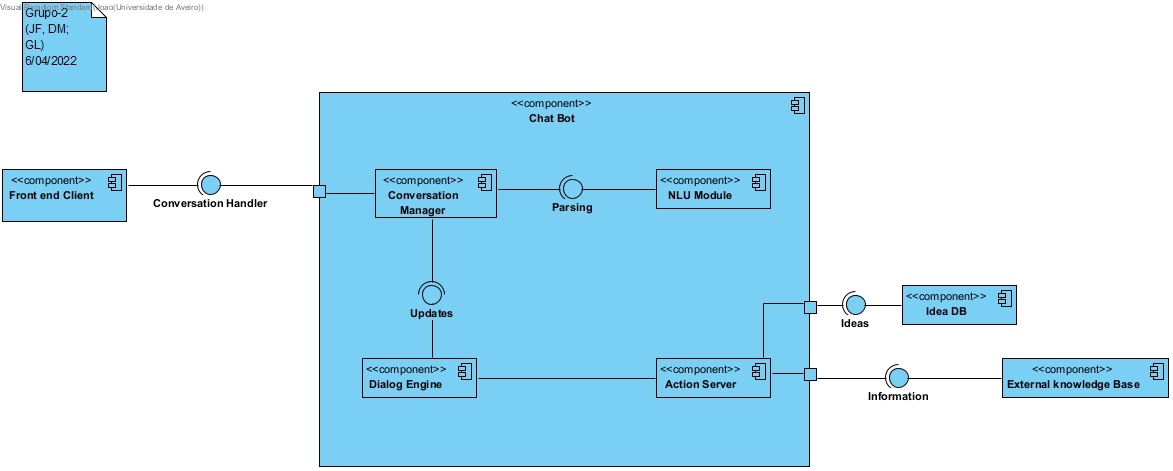 Grupo-2
(JF, DM;
GL)
6/04/2022
<<component>>
Chat Bot
<<component>>
Front end Client
Conversation Handler
<<component>>
Conversation
Manager
Parsing
<<component>>
NLU Module
Updates
Ideas
<<component>>
Idea DB
<<component>>
Dialog Engine
<<component>>
Action Server
Information
<<component>>
External knowledge Base